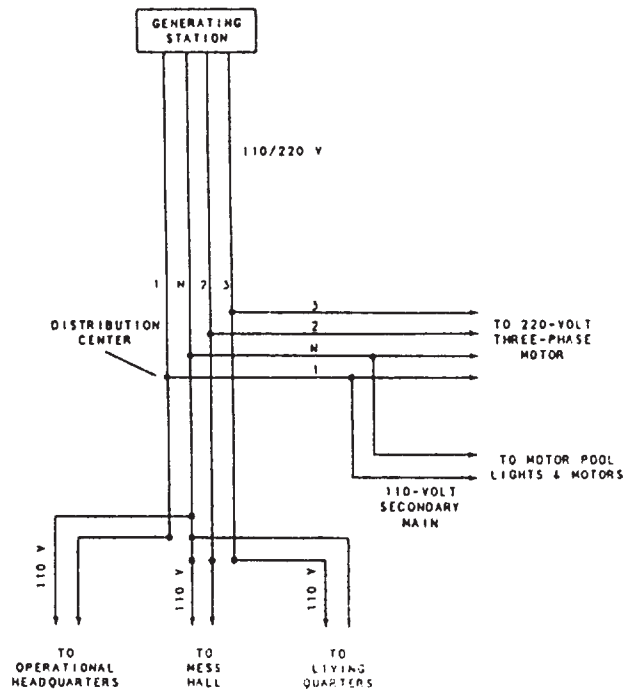 GENERATING
STATION
110/220 V
1 N 2 3
3
2
N
1
DISTRIBUTION
CENTER
TO 220-VOLT
THREE-PHASE
MOTOR
TO MOTOR POOL
LIGHTS & MOTORS
110-VOLT
SECONDARY
MAIN
110 V
110 V
110 V
TO
OPERATIONAL
HEADQUARTERS
TO
MESS
HALL
TO
LIVING
QUARTERS